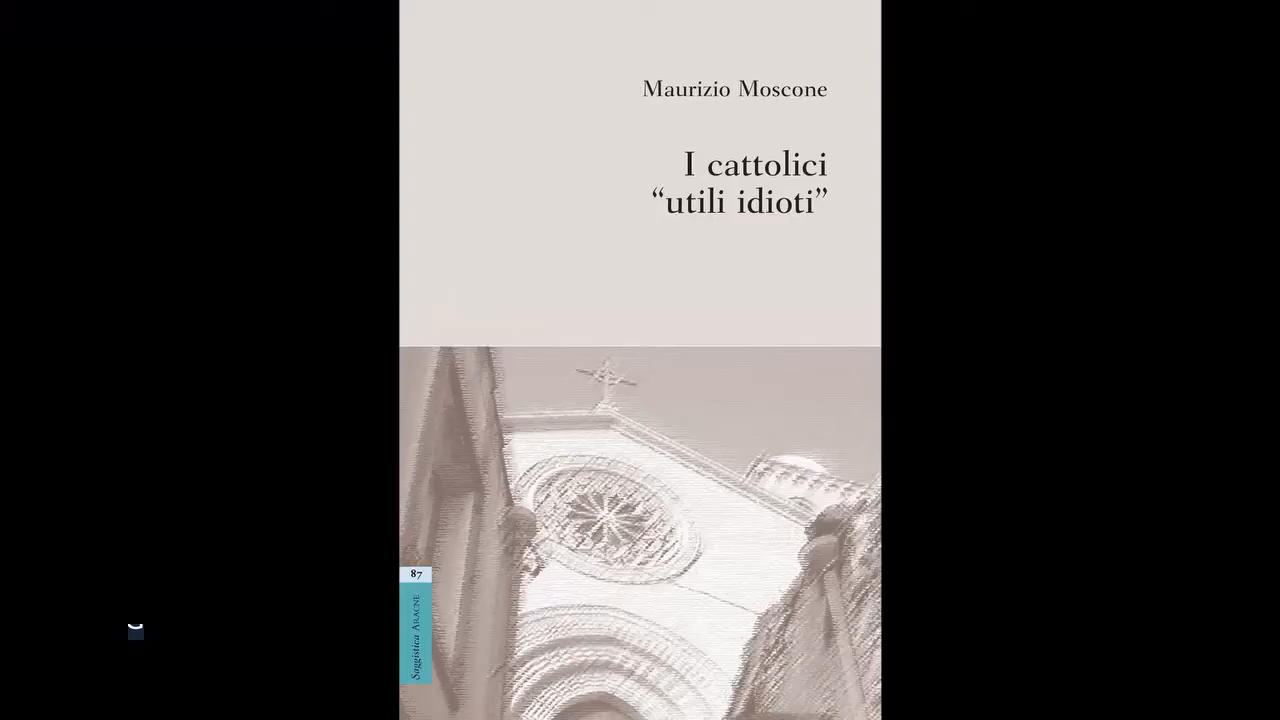 Maurizio Moscone
I cattolici
“utili idioti”
87
Saggistica ARACNE